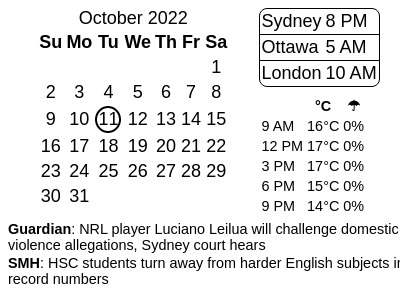 October 2022
Su Mo Tu We Th Fr Sa
1
2 3 4 5 6 7 8
9 10 11 12 13 14 15
16 17 18 19 20 21 22
23 24 25 26 27 28 29
30 31
Sydney 8 PM
Ottawa 5 AM
London 10 AM
°C ☂
9 AM 16°C 0%
12 PM 17°C 0%
3 PM 17°C 0%
6 PM 15°C 0%
9 PM 14°C 0%
Guardian: NRL player Luciano Leilua will challenge domestic
violence allegations, Sydney court hears
SMH: HSC students turn away from harder English subjects in
record numbers